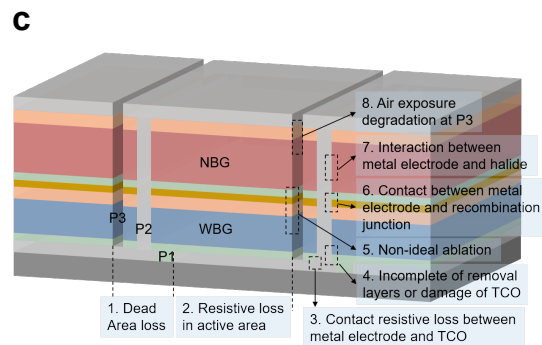 C
8. Air exposure
degradation at P3
7. Interaction between
metal electrode and halide
NBG
6. Contact between metal
electrode and recombination
junction
P3
P2
WBG
5. Non-ideal ablation
P1
4. Incomplete of removal
layers or damage of TCO
1. Dead
Area loss
2. Resistive loss
in active area
3. Contact resistive loss between
metal electrode and TCO